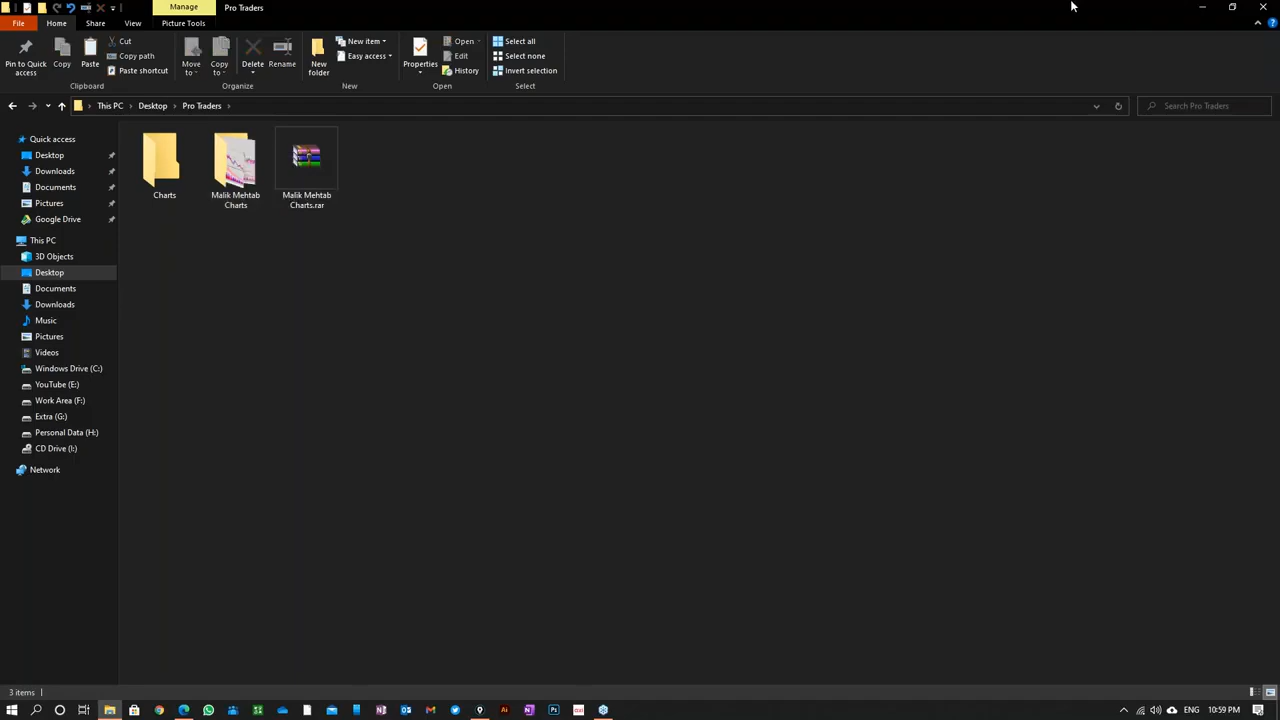 Manage
Pro Traders
File
Home
Share
View
Picture Tools
Pin to Quick access
Copy
Paste
Cut
Copy path
Paste shortcut
Clipboard
Move to
Copy to
Delete
Rename
Organize
New folder
New item
Easy access
New
Properties
Open
Edit
History
Open
Select all
Select none
Invert selection
Select
This PC
Desktop
Pro Traders
Search Pro Traders
Quick access
Desktop
Downloads
Documents
Pictures
Google Drive
This PC
3D Objects
Desktop
Documents
Downloads
Music
Pictures
Videos
Windows Drive (C:)
YouTube (E:)
Work Area (F:)
Extra (G:)
Personal Data (H:)
CD Drive (I:)
Network
Charts
Malik Mehtab
Charts
Malik Mehtab
Charts.rar
3 items
ENG
10:59 PM